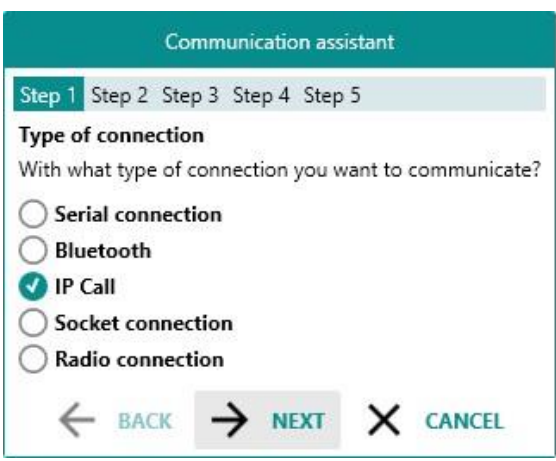 Communication assistant
Step 1 Step 2 Step 3 Step 4 Step 5
Type of connection
With what type of connection you want to communicate?
Serial connection
Bluetooth
IP Call
Socket connection
Radio connection
BACK NEXT CANCEL